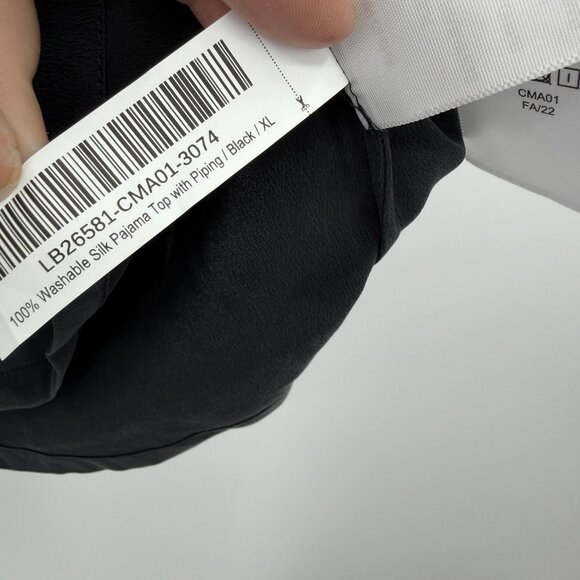 LB26581-CMA01-3074
100% Washable Silk Pajama Top with Piping / Black / XL
CMA01
FA/22